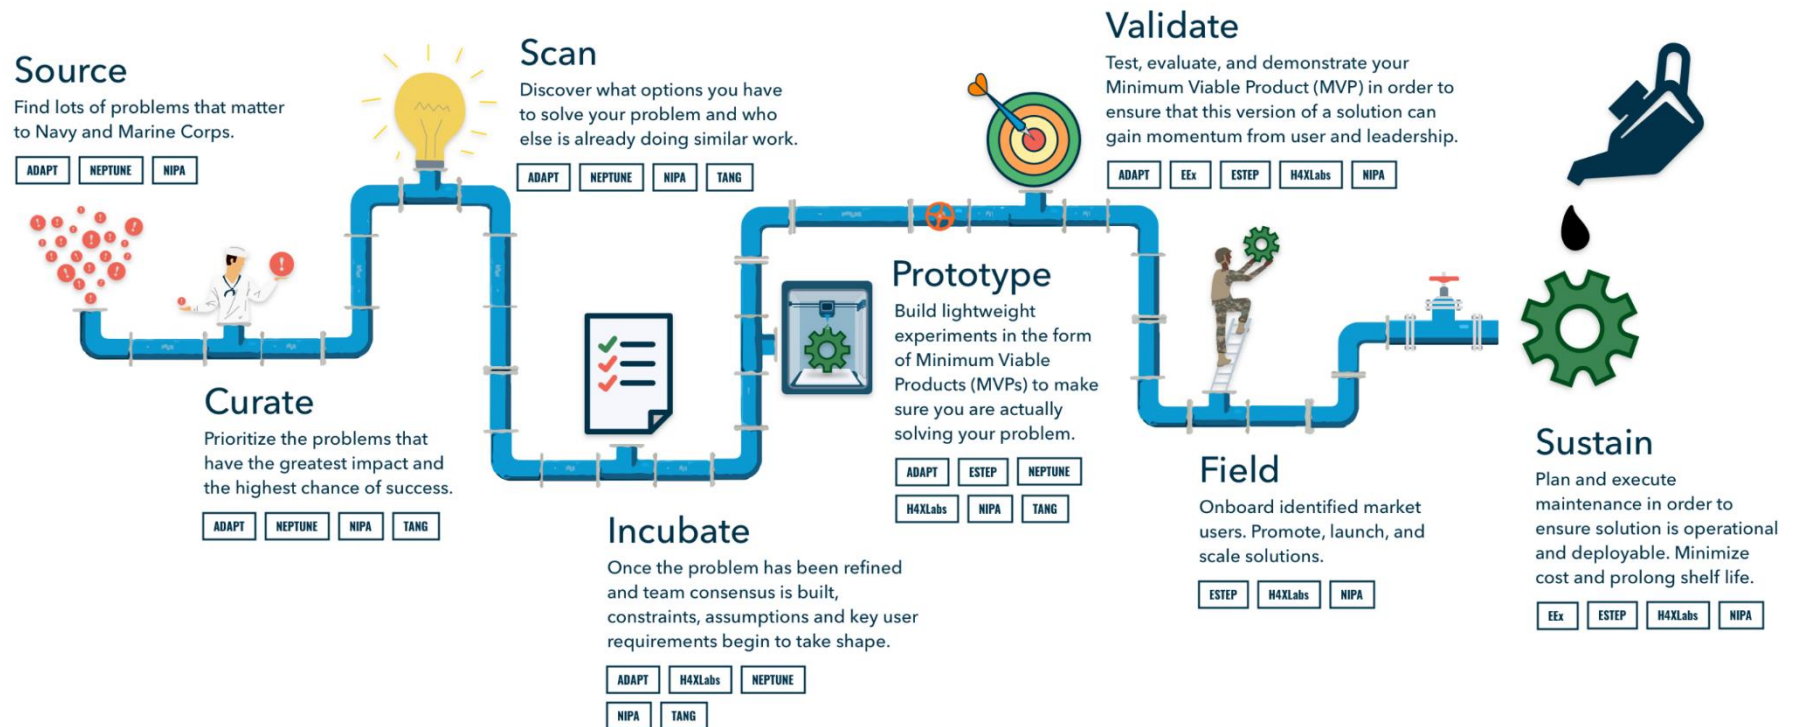 Source
Find lots of problems that matter
to Navy and Marine Corps.
ADAPT NEPTUNE NIPA
Curate
Prioritize the problems that
have the greatest impact and
the highest chance of success.
ADAPT NEPTUNE NIPA TANG
Scan
Discover what options you have
to solve your problem and who
else is already doing similar work.
ADAPT NEPTUNE NIPA TANG
Incubate
Once the problem has been refined
and team consensus is built,
constraints, assumptions and key user
requirements begin to take shape.
ADAPT H4XLabs NEPTUNE
NIPA TANG
Prototype
Build lightweight
experiments in the form
of Minimum Viable
Products (MVPs) to make
sure you are actually
solving your problem.
ADAPT ESTEP NEPTUNE
H4XLabs NIPA TANG
Validate
Test, evaluate, and demonstrate your
Minimum Viable Product (MVP) in order to
ensure that this version of a solution can
gain momentum from user and leadership.
ADAPT EEx ESTEP H4XLabs NIPA
Field
Onboard identified market
users. Promote, launch, and
scale solutions.
ESTEP H4XLabs NIPA
Sustain
Plan and execute
maintenance in order to
ensure solution is operational
and deployable. Minimize
cost and prolong shelf life.
EEx ESTEP H4XLabs NIPA